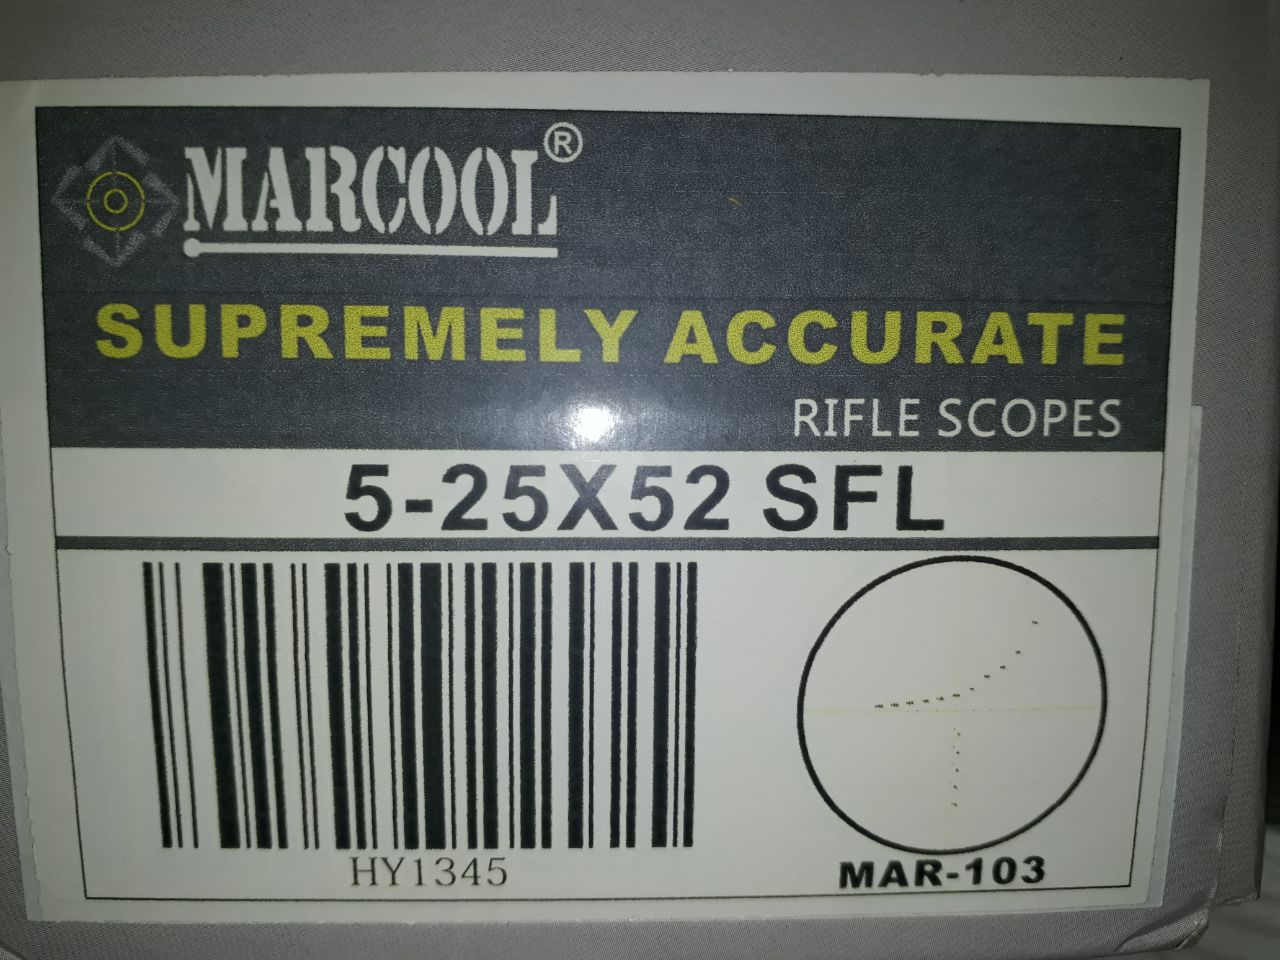 MARCOOL®
SUPREMELY ACCURATE
RIFLE SCOPES
5-25X52 SFL
HY1345
MAR-103